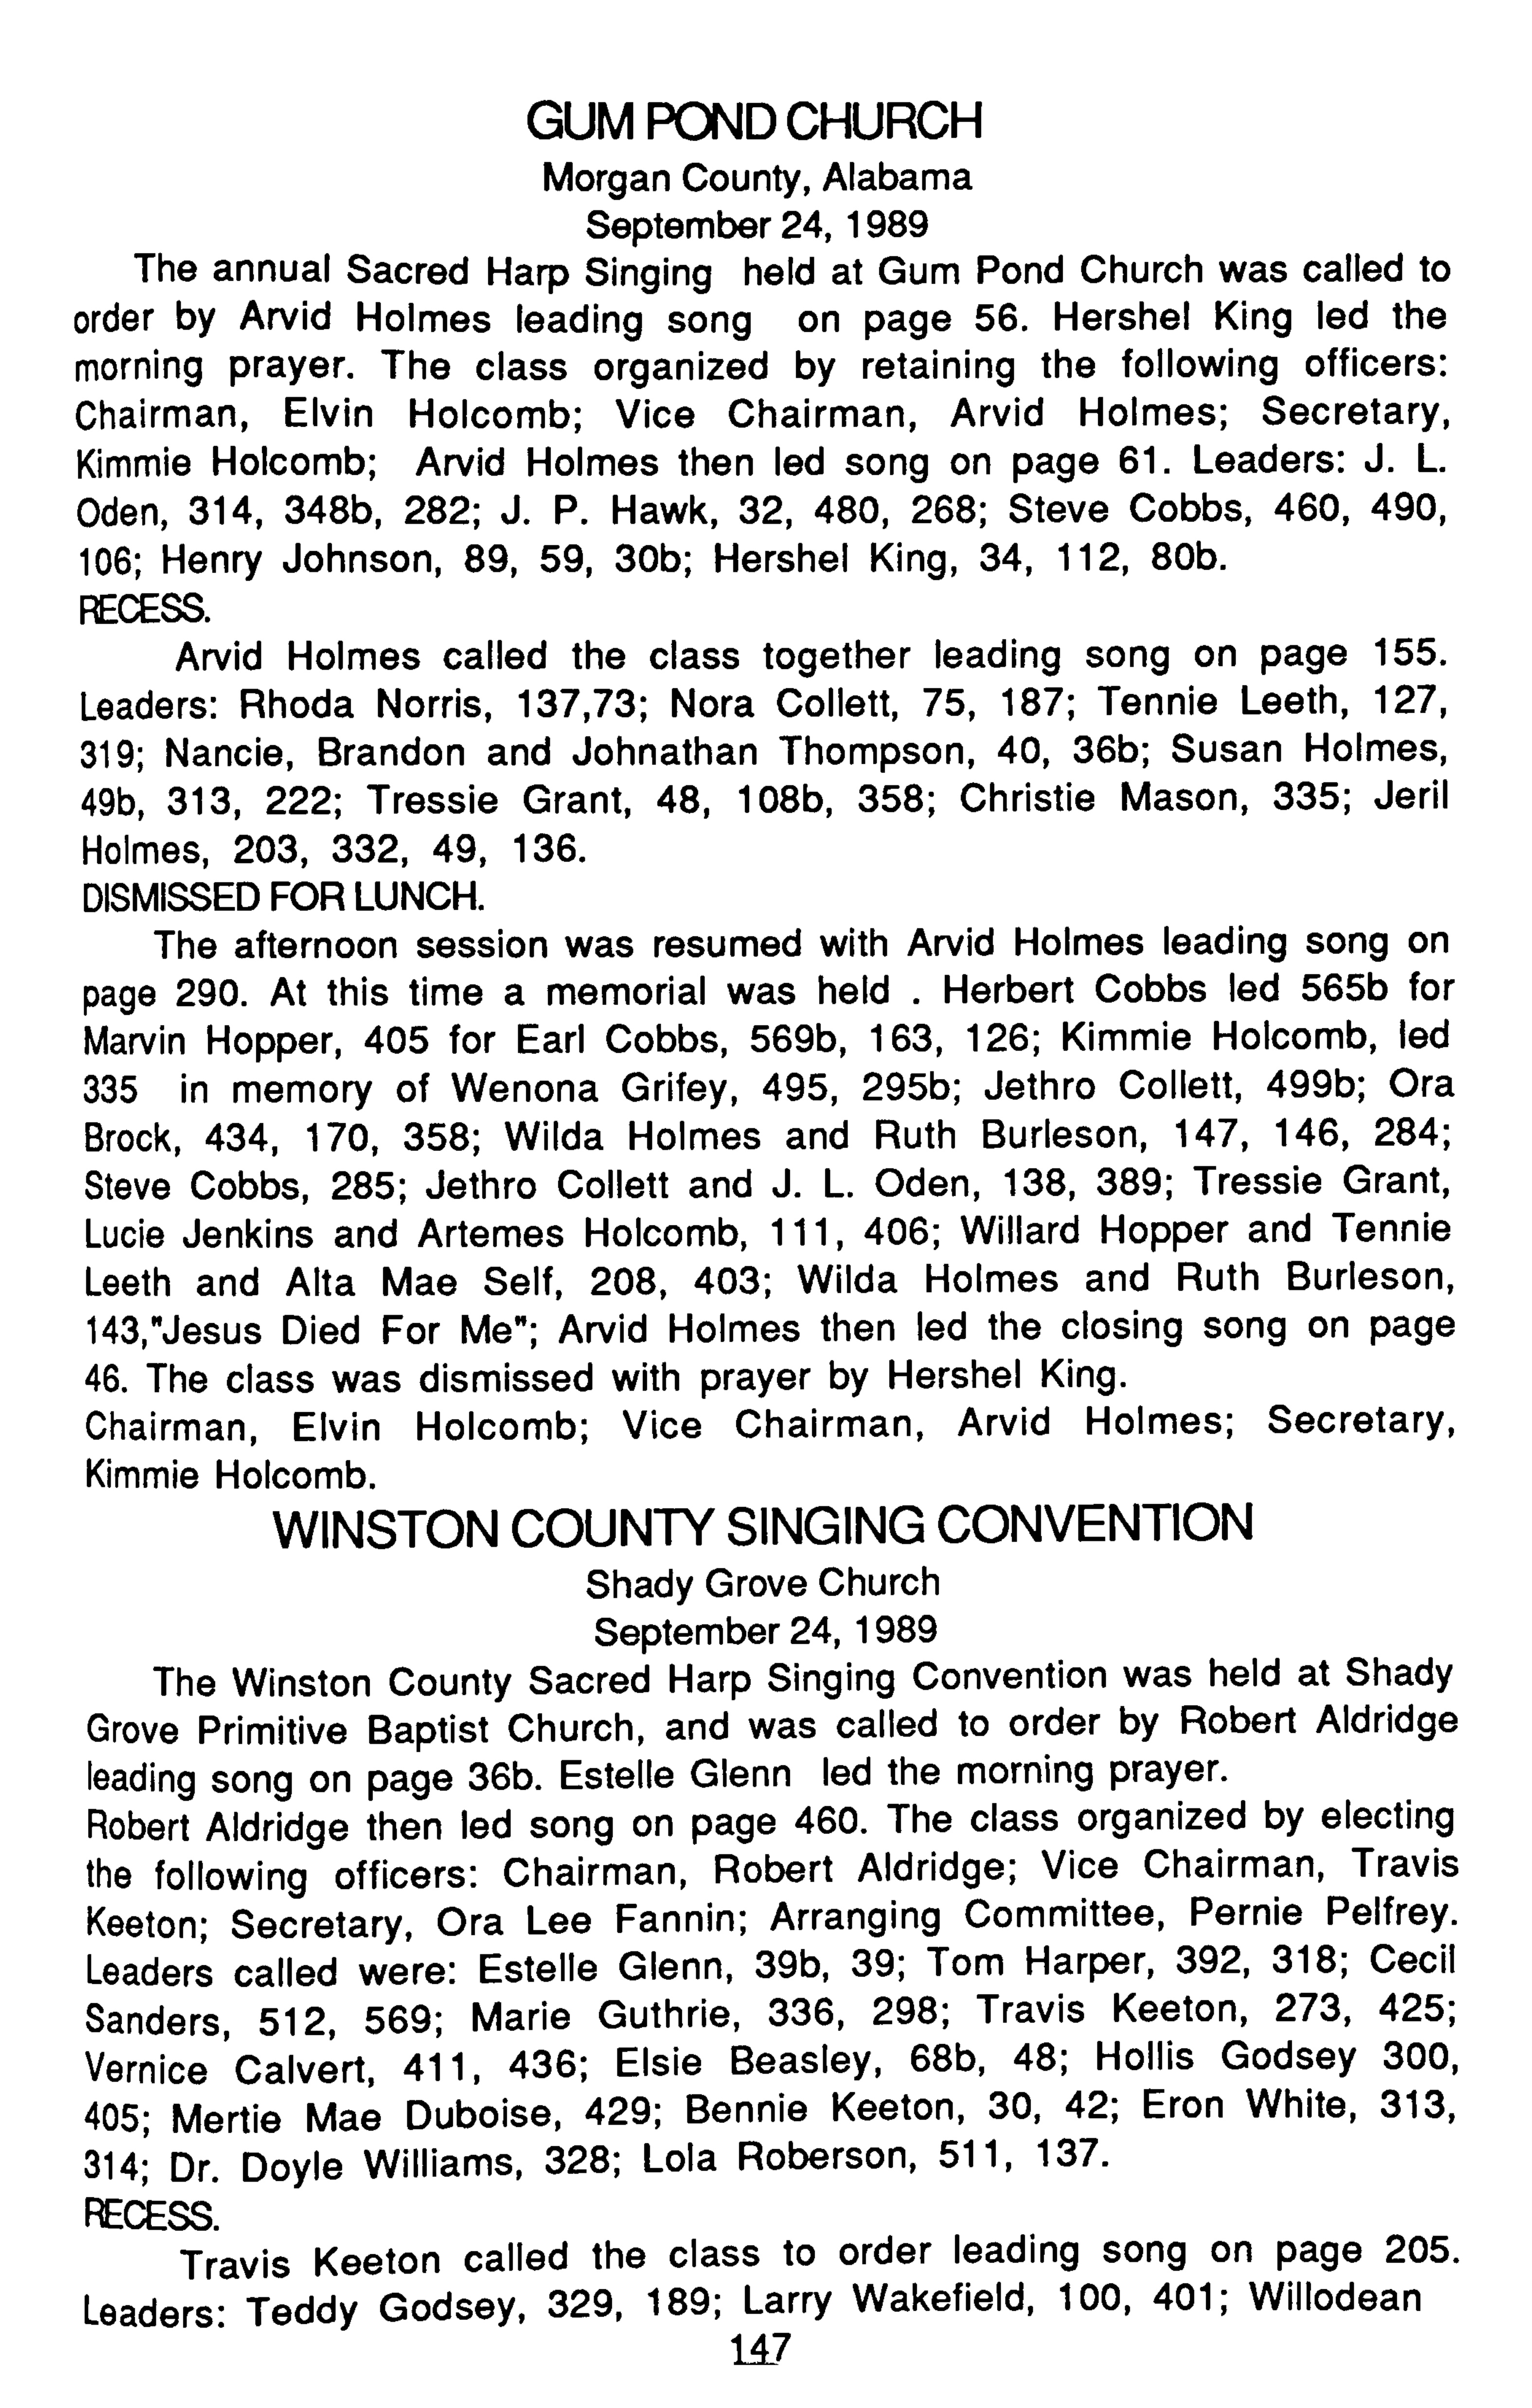 GUM POND CHURCH
Morgan County, Alabama
September 24, 1989
The annual Sacred Harp Singing held at Gum Pond Church was called to
order by Arvid Holmes leading song on page 56. Hershel King led the
morning prayer. The class organized by retaining the following officers:
Chairman, Elvin Holcomb; Vice Chairman, Arvid Holmes; Secretary,
Kimmie Holcomb; Arvid Holmes then led song on page 61. Leaders: J. L.
Oden, 314, 348b, 282; J. P. Hawk, 32, 480, 268; Steve Cobbs, 460, 490,
106; Henry Johnson, 89, 59, 30b; Hershel King, 34, 112, 80b.
RECESS.
Arvid Holmes called the class together leading song on page 155.
Leaders: Rhoda Norris, 137,73; Nora Collett, 75, 187; Tennie Leeth, 127,
319; Nancie, Brandon and Johnathan Thompson, 40, 36b; Susan Holmes,
49b, 313, 222; Tressie Grant, 48, 108b, 358; Christie Mason, 335; Jeril
Holmes, 203, 332, 49, 136.
DISMISSED FOR LUNCH.
The afternoon session was resumed with Arvid Holmes leading song on
page 290. At this time a memorial was held . Herbert Cobbs led 565b for
Marvin Hopper, 405 for Earl Cobbs, 569b, 163, 126; Kimmie Holcomb, led
335 in memory of Wenona Grifey, 495, 295b; Jethro Collett, 499b; Ora
Brock, 434, 170, 358; Wilda Holmes and Ruth Burleson, 147, 146, 284;
Steve Cobbs, 285; Jethro Collett and J. L. Oden, 138, 389; Tressie Grant,
Lucie Jenkins and Artemes Holcomb, 111, 406; Willard Hopper and Tennie
Leeth and Alta Mae Self, 208, 403; Wilda Holmes and Ruth Burleson,
143,"Jesus Died For Me"; Arvid Holmes then led the closing song on page
46. The class was dismissed with prayer by Hershel King.
Chairman, Elvin Holcomb; Vice Chairman, Arvid Holmes; Secretary,
Kimmie Holcomb.
WINSTON COUNTY SINGING CONVENTION
Shady Grove Church
September 24, 1989
The Winston County Sacred Harp Singing Convention was held at Shady
Grove Primitive Baptist Church, and was called to order by Robert Aldridge
leading song on page 36b. Estelle Glenn led the morning prayer.
Robert Aldridge then led song on page 460. The class organized by electing
the following officers: Chairman, Robert Aldridge; Vice Chairman, Travis
Keeton; Secretary, Ora Lee Fannin; Arranging Committee, Pernie Pelfrey.
Leaders called were: Estelle Glenn, 39b, 39; Tom Harper, 392, 318; Cecil
Sanders, 512, 569; Marie Guthrie, 336, 298; Travis Keeton, 273, 425;
Vernice Calvert, 411, 436; Elsie Beasley, 68b, 48; Hollis Godsey 300,
405; Mertie Mae Duboise, 429; Bennie Keeton, 30, 42; Eron White, 313,
314; Dr. Doyle Williams, 328; Lola Roberson, 511, 137.
RECESS.
Travis Keeton called the class to order leading song on page 205.
Leaders: Teddy Godsey, 329, 189; Larry Wakefield, 100, 401; Willodean
147